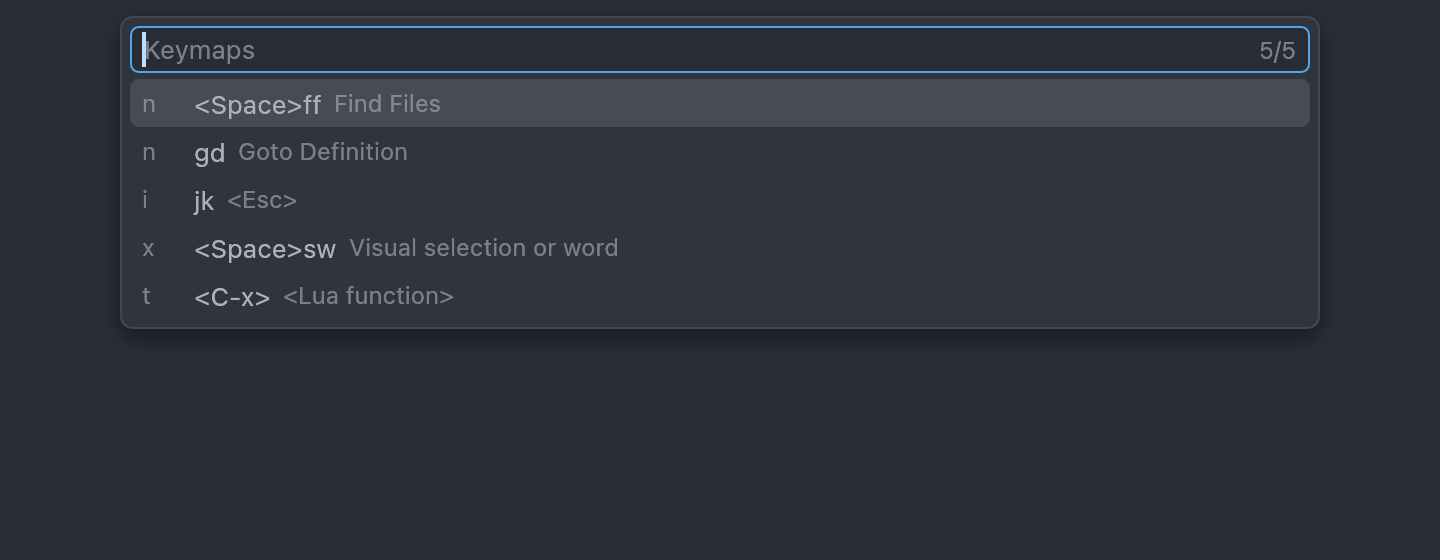 Keymaps 5/5
n <Space>ff Find Files
n gd Goto Definition
i jk <Esc>
x <Space>sw Visual selection or word
t <C-x> <Lua function>